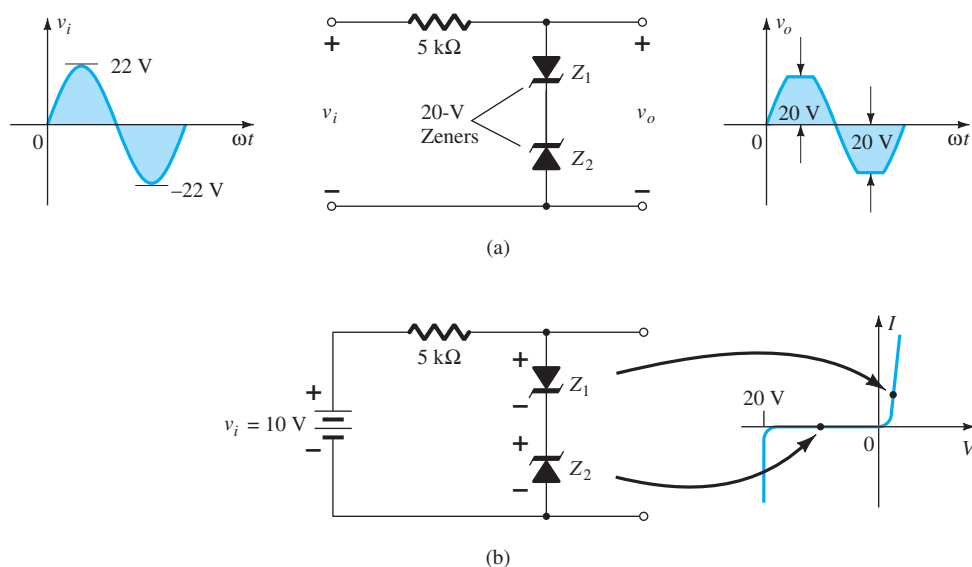 v_i
22 V
0
ωt
–22 V
5 kΩ
+
+
Z_1
v_i
20-V
Zeners
v_o
Z_2
–
–
v_o
20 V
0
20 V
ωt
(a)
5 kΩ
+
Z_1
–
+
v_i = 10 V
–
+
Z_2
–
I
20 V
0
V
(b)